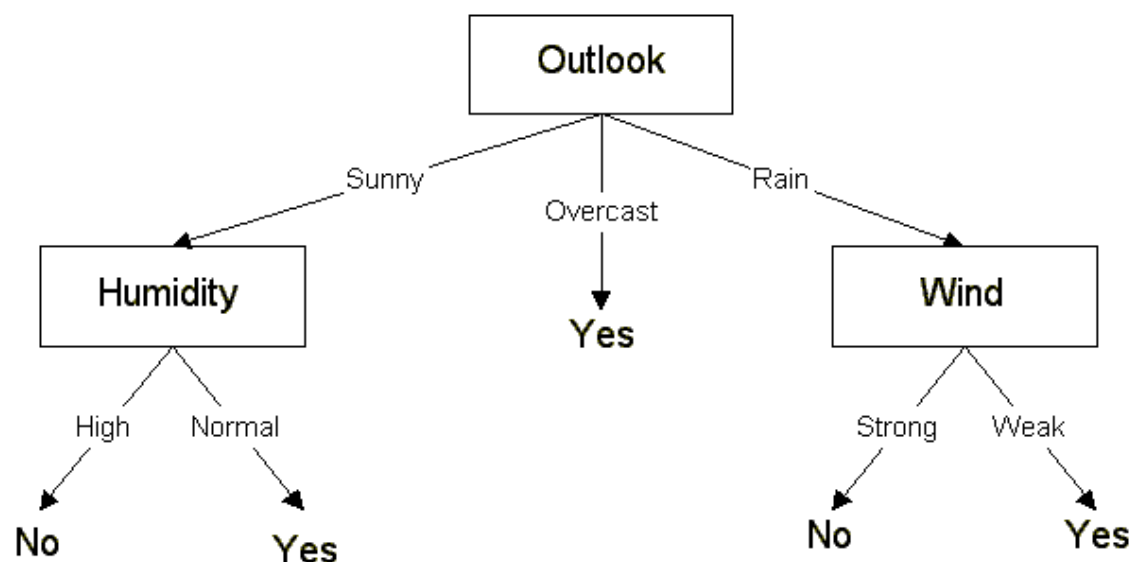 Outlook
Sunny
Overcast
Rain
Humidity
Yes
Wind
High
Normal
Strong
Weak
No
Yes
No
Yes